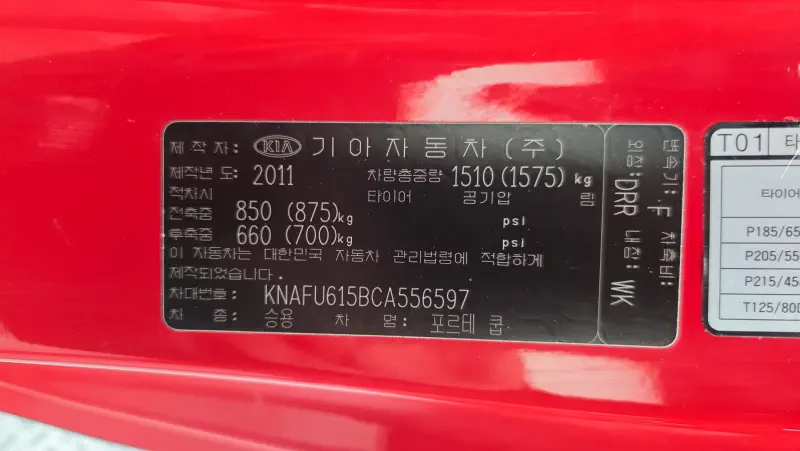 제 작 자: KIA 기아자동차(주)
제작년 도: 2011 차량총중량 1510 (1575) kg
적차시 타이어 공기압 림
전축중 850 (875)kg psi
후축중 660 (700)kg psi
이 자동차는 대한민국 자동차 관리법령에 적합하게
제작되었습니다.
차대번호: KNAFU615BCA556597
차 종: 승용 차 명: 포르테 쿱
변속기: F 차축비:
외장: DRR 내장: WK
T01 타
타이어
P185/65
P205/55
P215/45
T125/80D